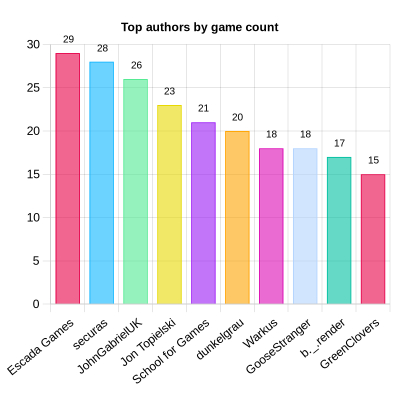 Top authors by game count
30
25
20
15
10
5
0
29
28
26
23
21
20
18
18
17
15
Escada Games
securas
JohnGabrielUK
Jon Topielski
School for Games
dunkelgrau
Warkus
GooseStranger
b._.render
GreenClovers